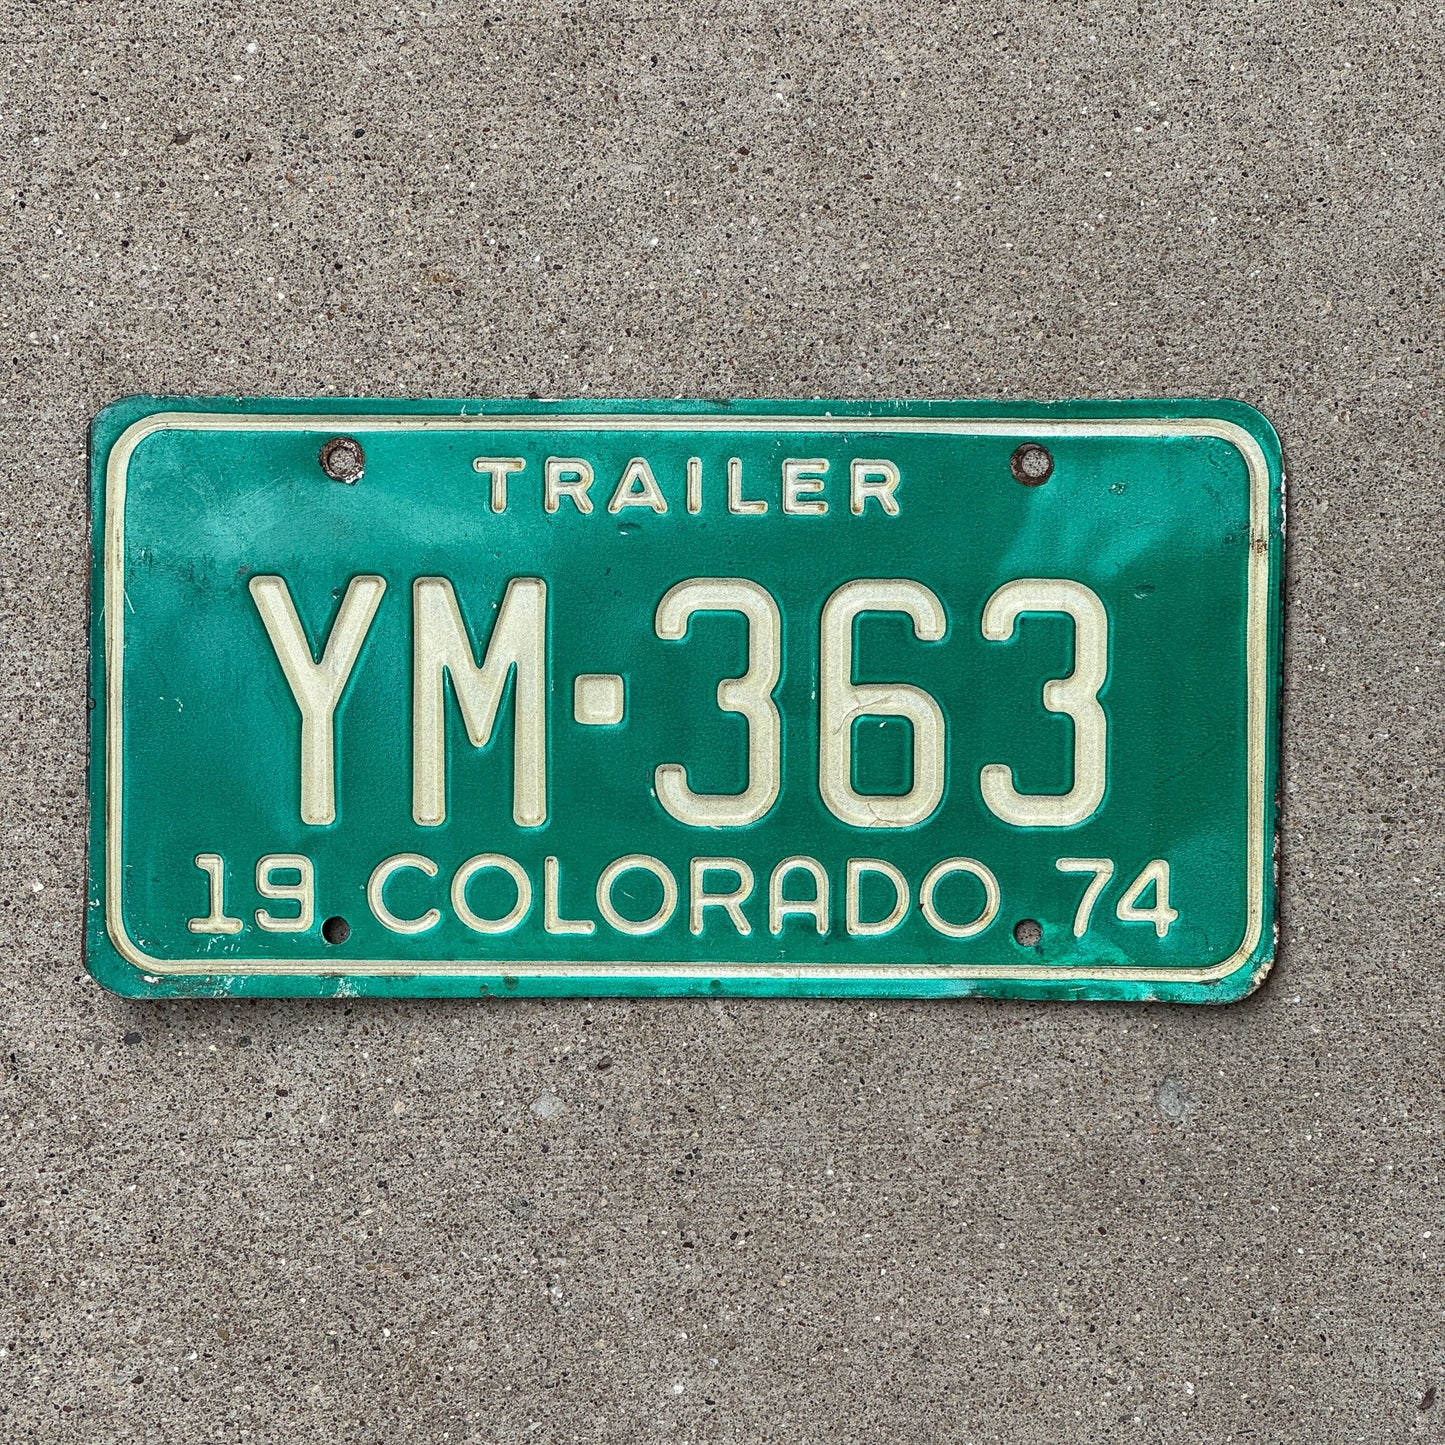 TRAILER
YM-363
19 COLORADO 74